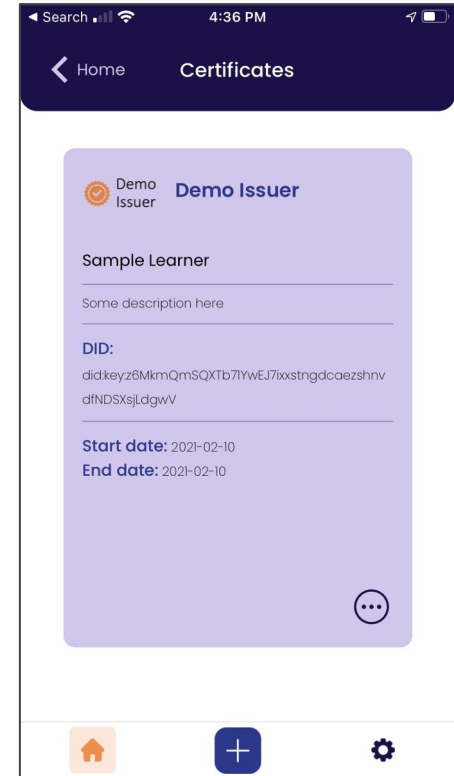 ◄ Search 4:36 PM
Home Certificates
Demo Issuer
Demo Issuer
Sample Learner
Some description here
DID:
did:key:z6MkmQmSQXTb71YwEJ7ixxstngdcaezshnv
dfNDSXsjLdgwV
Start date: 2021-02-10
End date: 2021-02-10